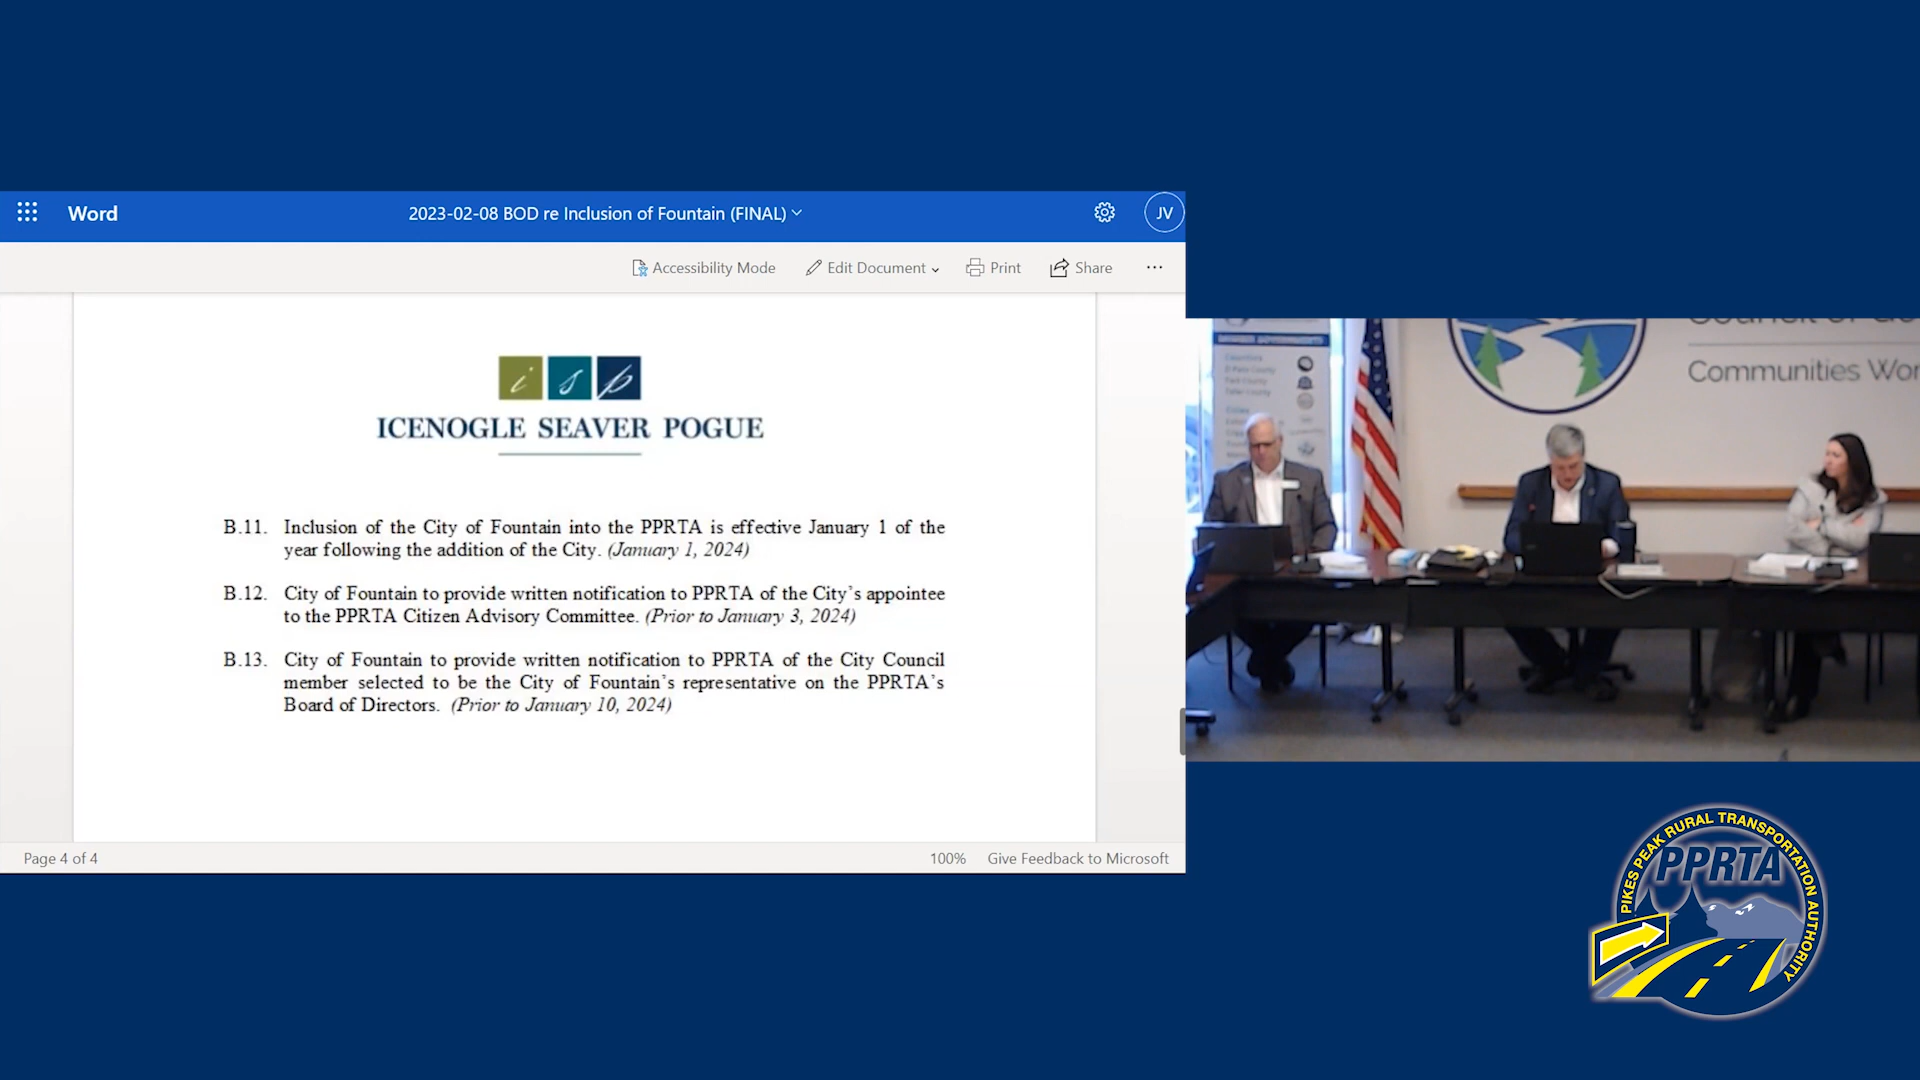 Word
2023-02-08 BOD re Inclusion of Fountain (FINAL)
JV
Accessibility Mode
Edit Document
Print
Share
isp
ICENOGLE SEAVER POGUE
B.11. Inclusion of the City of Fountain into the PPRTA is effective January 1 of the
year following the addition of the City. (January 1, 2024)
B.12. City of Fountain to provide written notification to PPRTA of the City's appointee
to the PPRTA Citizen Advisory Committee. (Prior to January 3, 2024)
B.13. City of Fountain to provide written notification to PPRTA of the City Council
member selected to be the City of Fountain's representative on the PPRTA's
Board of Directors. (Prior to January 10, 2024)
Page 4 of 4
100%
Give Feedback to Microsoft
Communities Wor
PIKES PEAK RURAL TRANSPORTATION AUTHORITY
PPRTA